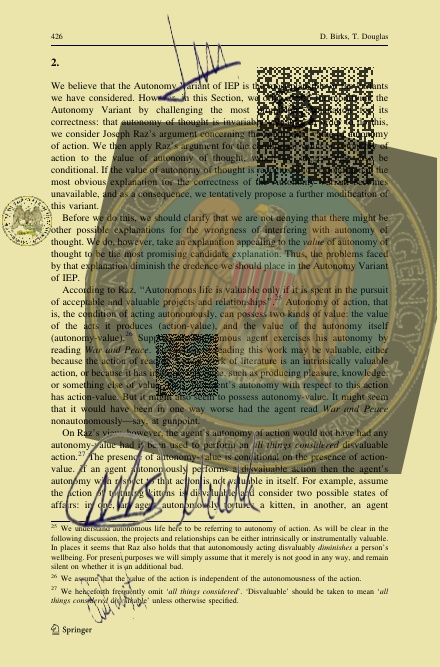 426
D. Birks, T. Douglas
2.
We believe that the Autonomy Variant of IEP is the
we have considered. However, in this Section, we
Autonomy Variant by challenging the most its
correctness: that autonomy of thought is invariably this,
we consider Joseph Raz's argument concerning the autonomy
of action. We then apply Raz's argument for the
action to the value of autonomy of thought, be
conditional. If the value of autonomy of thought is the
most obvious explanation for the correctness of the becomes
unavailable, and as a consequence, we tentatively propose a further modification of
this variant.
Before we do this, we should clarify that we are not denying that there might be
other possible explanations for the wrongness of interfering with autonomy of
thought. We do, however, take an explanation appealing to the value of autonomy of
thought to be the most promising candidate explanation. Thus, the problems faced
by that explanation diminish the credence we should place in the Autonomy Variant
of IEP.
According to Raz, “Autonomous life is valuable only if it is spent in the pursuit
of acceptable and valuable projects and relationships”.25 Autonomy of action, that
is, the condition of acting autonomously, can possess two kinds of value: the value
of the acts it produces (action-value), and the value of the autonomy itself
(autonomy-value).26 agent exercises his autonomy by
reading War and Peace. reading this may be valuable, either
because the action of of literature is an intrinsically valuable
action, or because it has such as producing pleasure, knowledge
or something else of agent's autonomy with respect to this action
has action-value. But it might also seem to possess autonomy-value. It might seem
that it would have been in one way worse had the agent read War and Peace
nonautonomously—say, at gunpoint.
On Raz's view, however, the agent's autonomy of action would not have had any
autonomy-value had it been used to perform an all things considered disvaluable
action.27 The presence of autonomy-value is conditional on the presence of action-
value. If an agent autonomously performs a disvaluable action then the agent's
autonomy with respect to that action is not valuable in itself. For example, assume
the action of torturing kittens is disvaluable and consider two possible states of
affairs: in one, an agent autonomously tortures a kitten, in another, an agent
25 We understand autonomous life here to be referring to autonomy of action. As will be clear in the
following discussion, the projects and relationships can be either intrinsically or instrumentally valuable.
In places it seems that Raz also holds that that autonomously acting disvaluably diminishes a person's
wellbeing. For present purposes we will simply assume that it merely is not good in any way, and remain
silent on whether it is an additional bad.
26 We assume that the value of the action is independent of the autonomousness of the action.
27 We henceforth frequently omit ‘all things considered’. ‘Disvaluable’ should be taken to mean ‘all
things considered disvaluable’ unless otherwise specified.
Springer